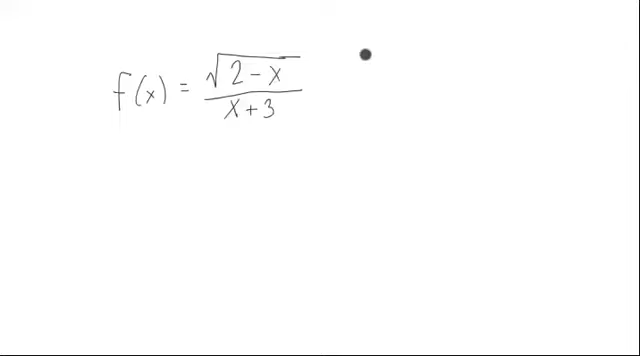 f(x) = √(2 - x) / (x + 3)